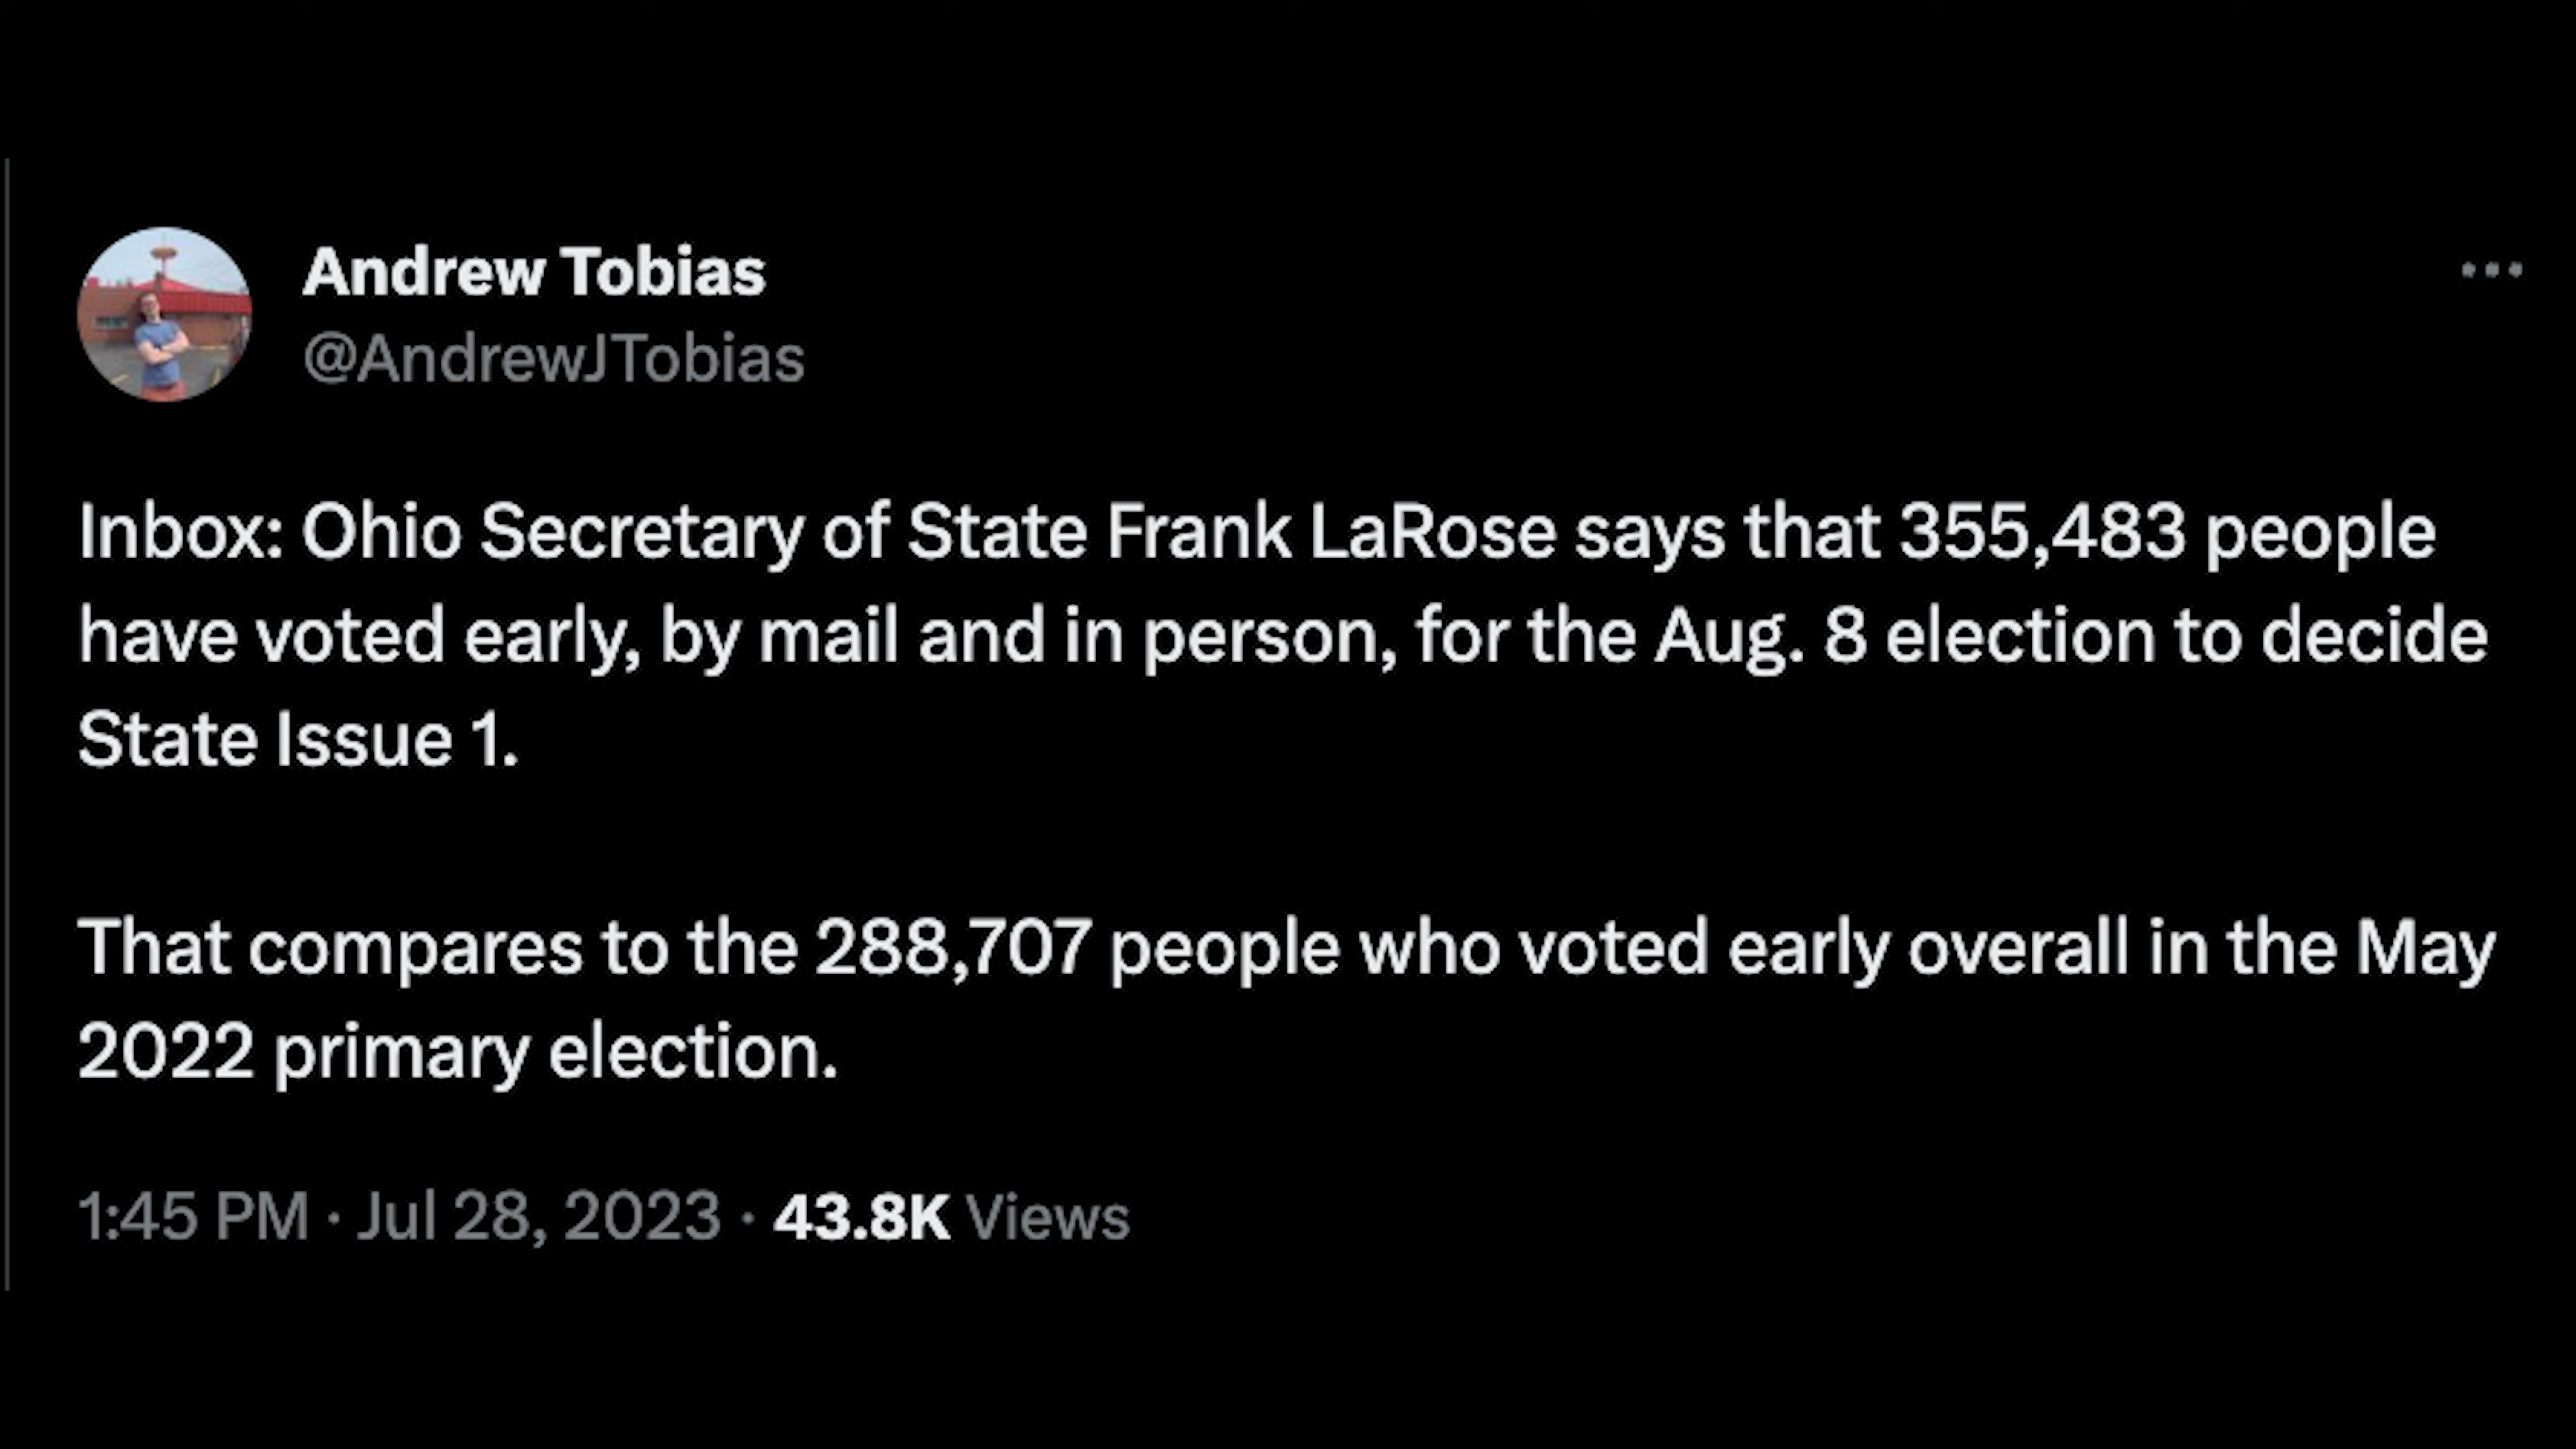 Andrew Tobias
@AndrewJTobias
Inbox: Ohio Secretary of State Frank LaRose says that 355,483 people
have voted early, by mail and in person, for the Aug. 8 election to decide
State Issue 1.
That compares to the 288,707 people who voted early overall in the May
2022 primary election.
1:45 PM · Jul 28, 2023 · 43.8K Views